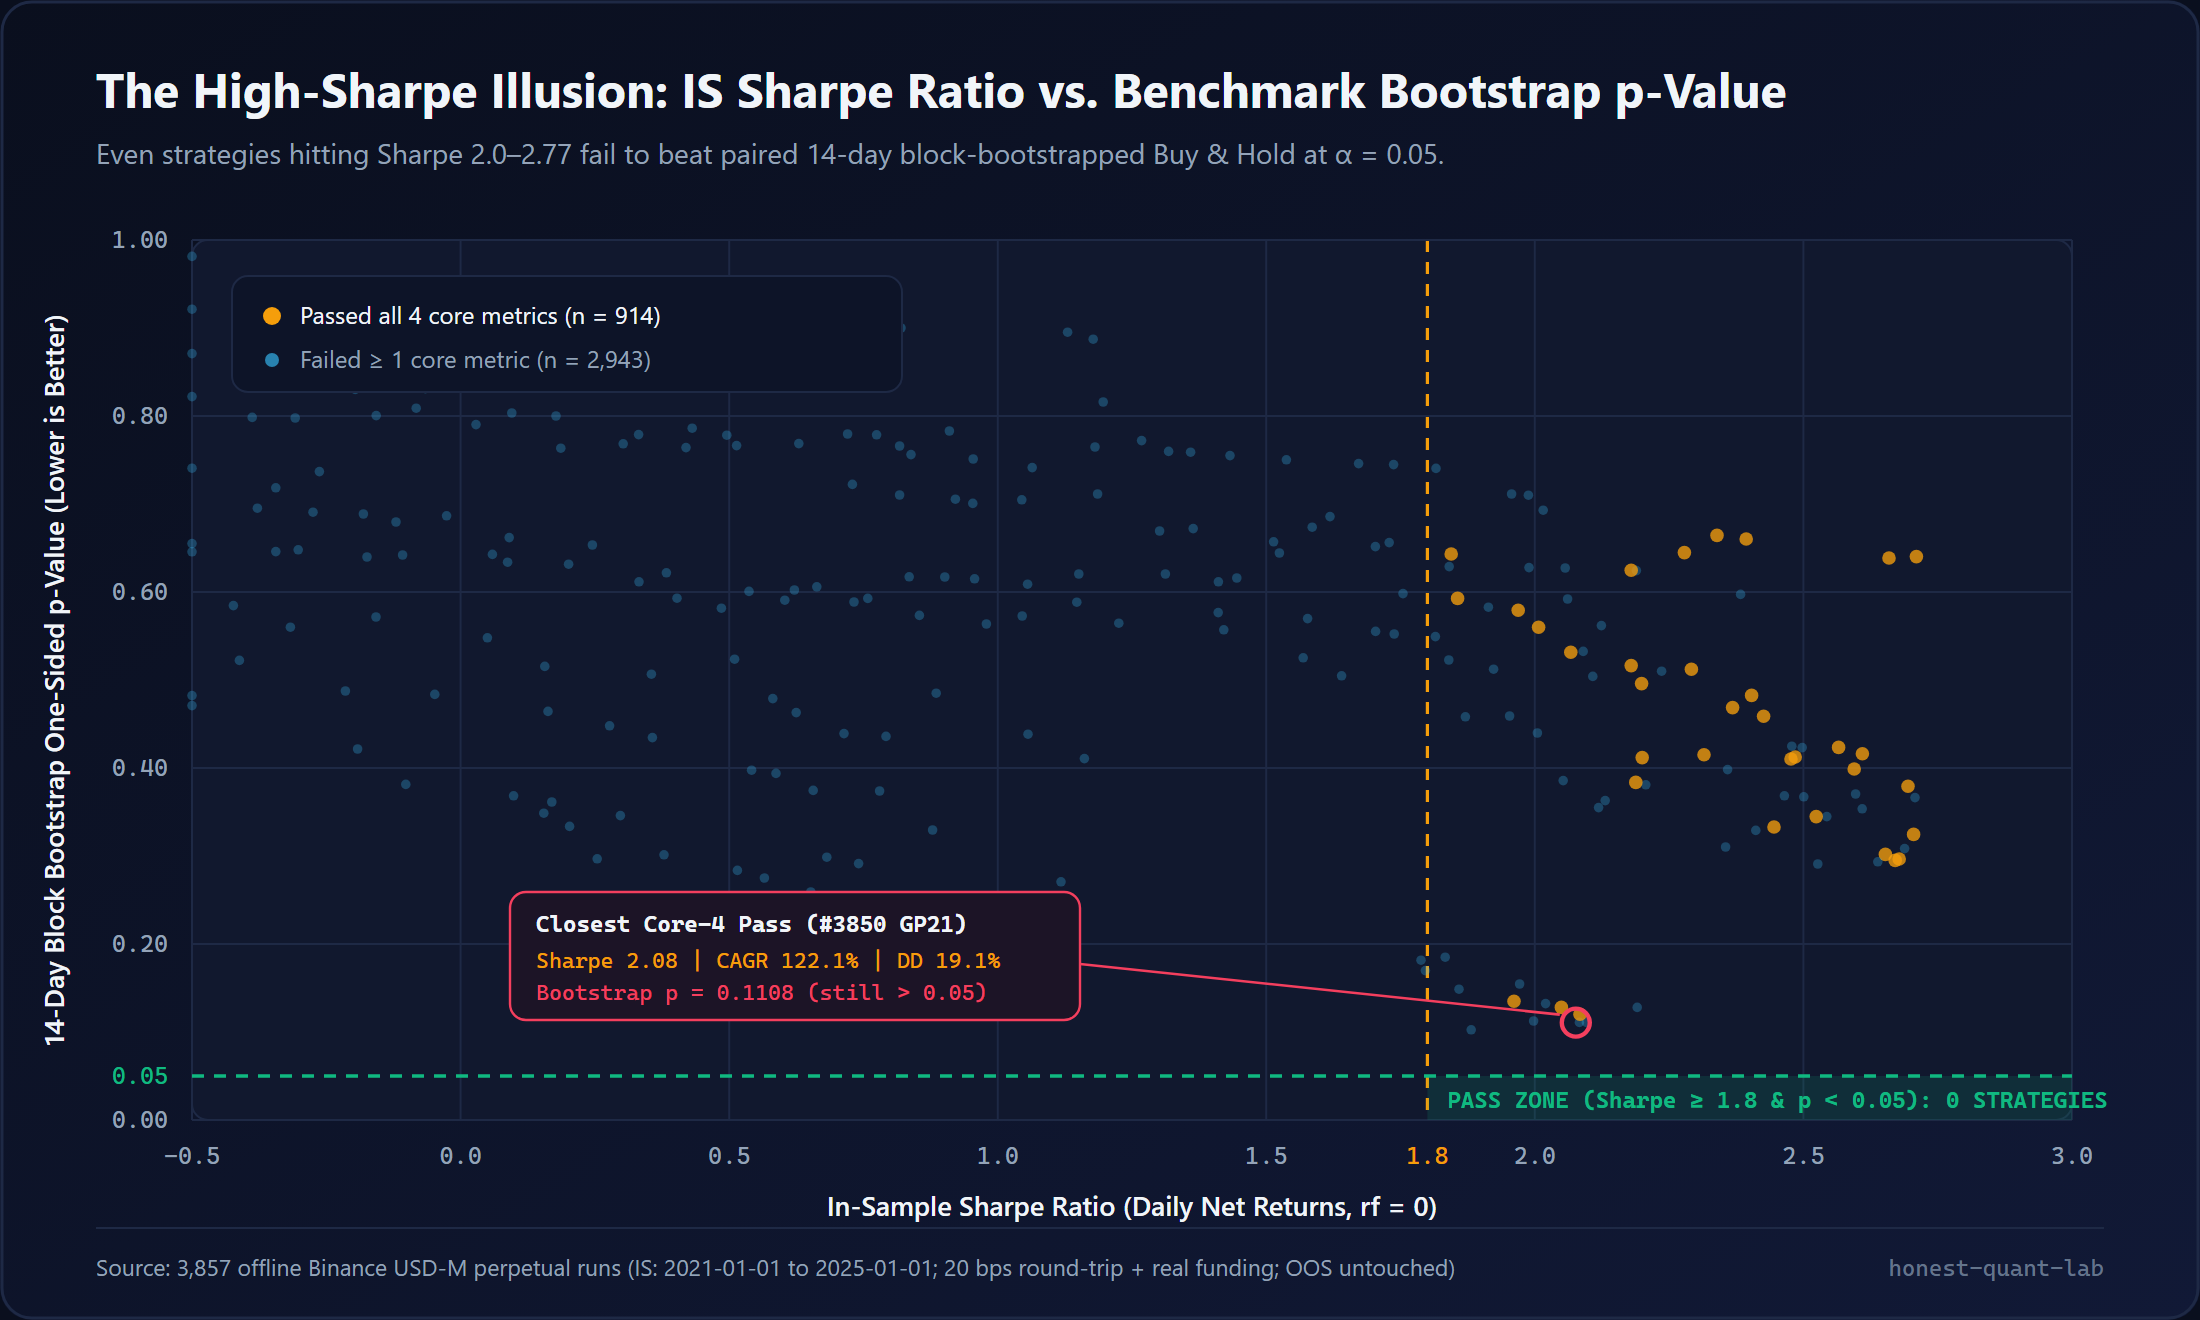 The High-Sharpe Illusion: IS Sharpe Ratio vs. Benchmark Bootstrap p-Value
Even strategies hitting Sharpe 2.0–2.77 fail to beat paired 14-day block-bootstrapped Buy & Hold at α = 0.05.
14-Day Block Bootstrap One-Sided p-Value (Lower is Better)
1.00
0.80
0.60
0.40
0.20
0.05
0.00
Passed all 4 core metrics (n = 914)
Failed ≥ 1 core metric (n = 2,943)
Closest Core-4 Pass (#3850 GP21)
Sharpe 2.08 | CAGR 122.1% | DD 19.1%
Bootstrap p = 0.1108 (still > 0.05)
PASS ZONE (Sharpe ≥ 1.8 & p < 0.05): 0 STRATEGIES
−0.5 0.0 0.5 1.0 1.5 1.8 2.0 2.5 3.0
In-Sample Sharpe Ratio (Daily Net Returns, rf = 0)
Source: 3,857 offline Binance USD-M perpetual runs (IS: 2021-01-01 to 2025-01-01; 20 bps round-trip + real funding; OOS untouched)
honest-quant-lab